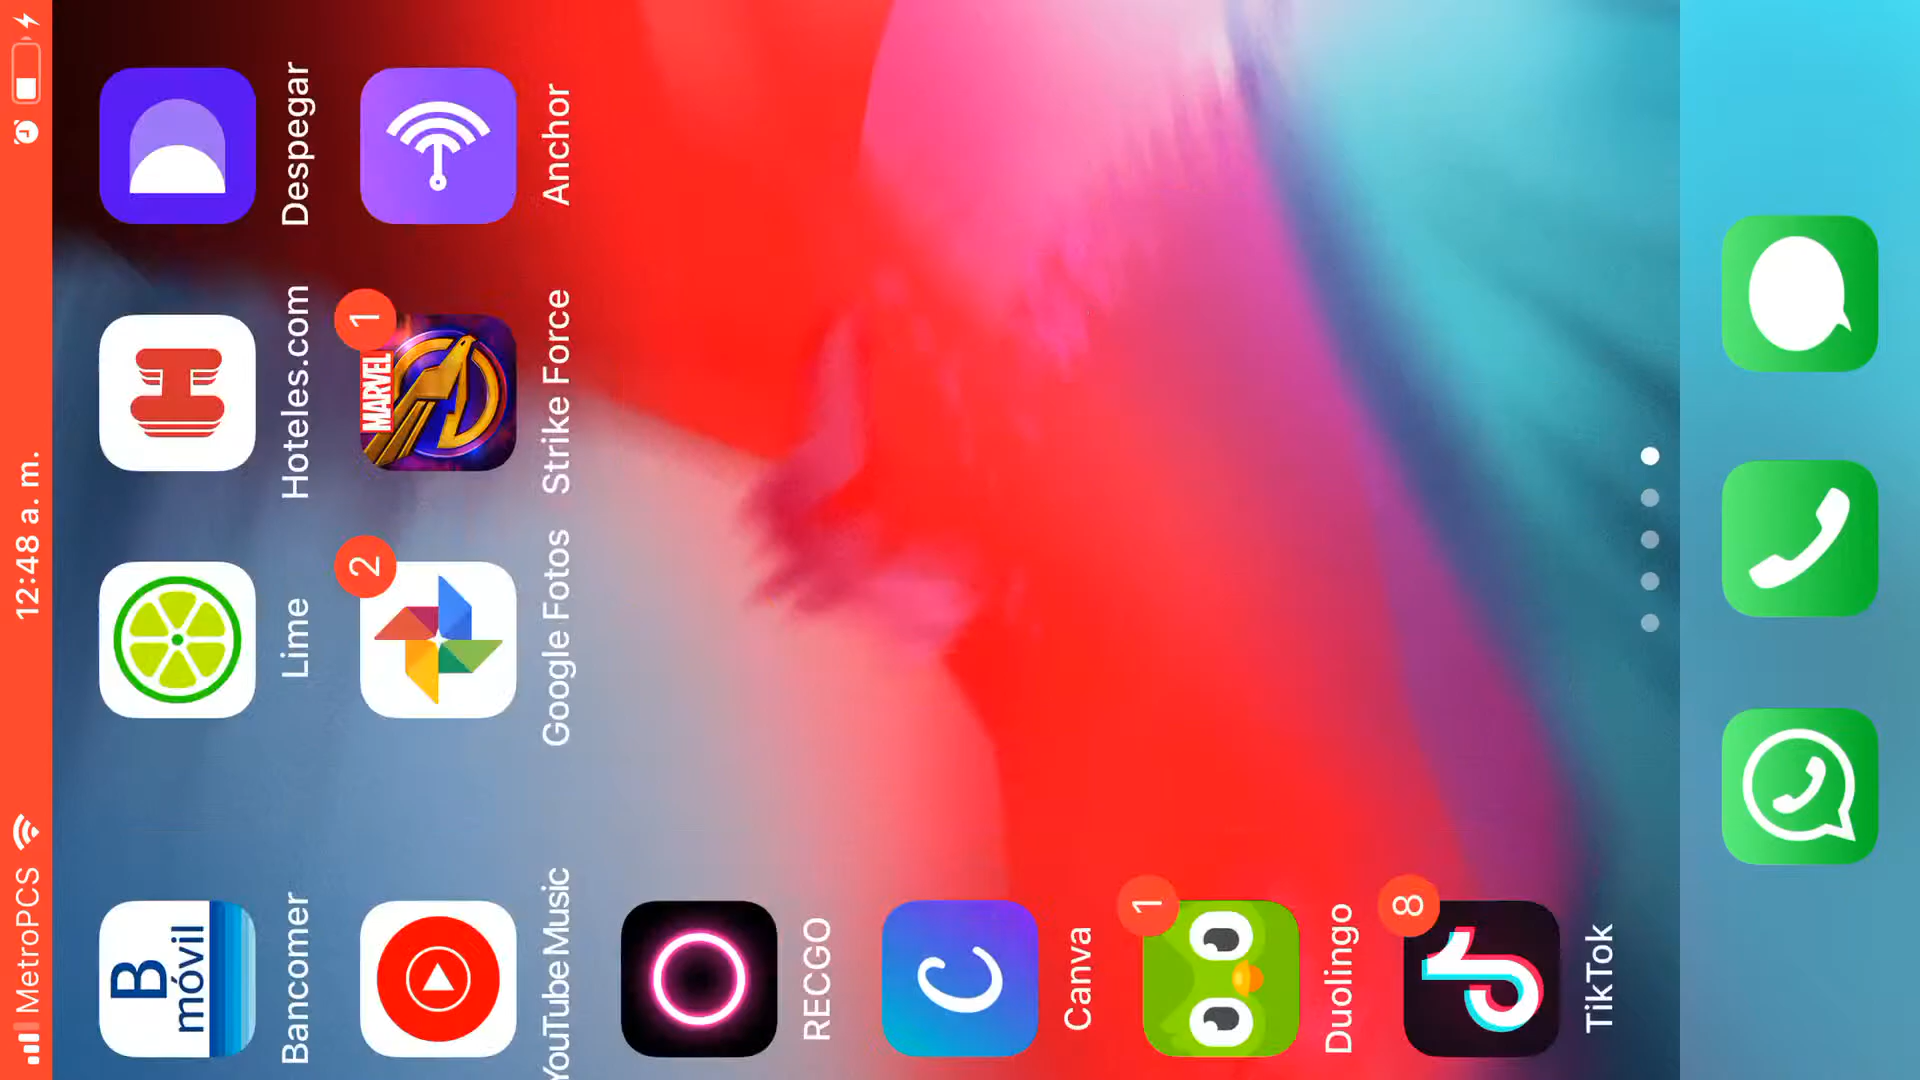 MetroPCS 12:48 a. m.
B móvil
Bancomer
Lime
Hoteles.com
Despegar
YouTube Music
2
Google Fotos
1
MARVEL
Strike Force
Anchor
RECGO
C
Canva
1
Duolingo
8
TikTok